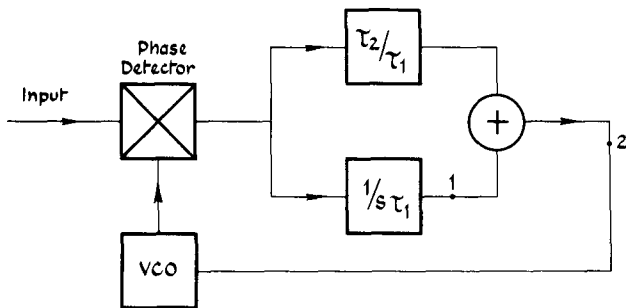 Phase
Detector
Input
τ2/τ1
+
1/sτ1
1
2
VCO